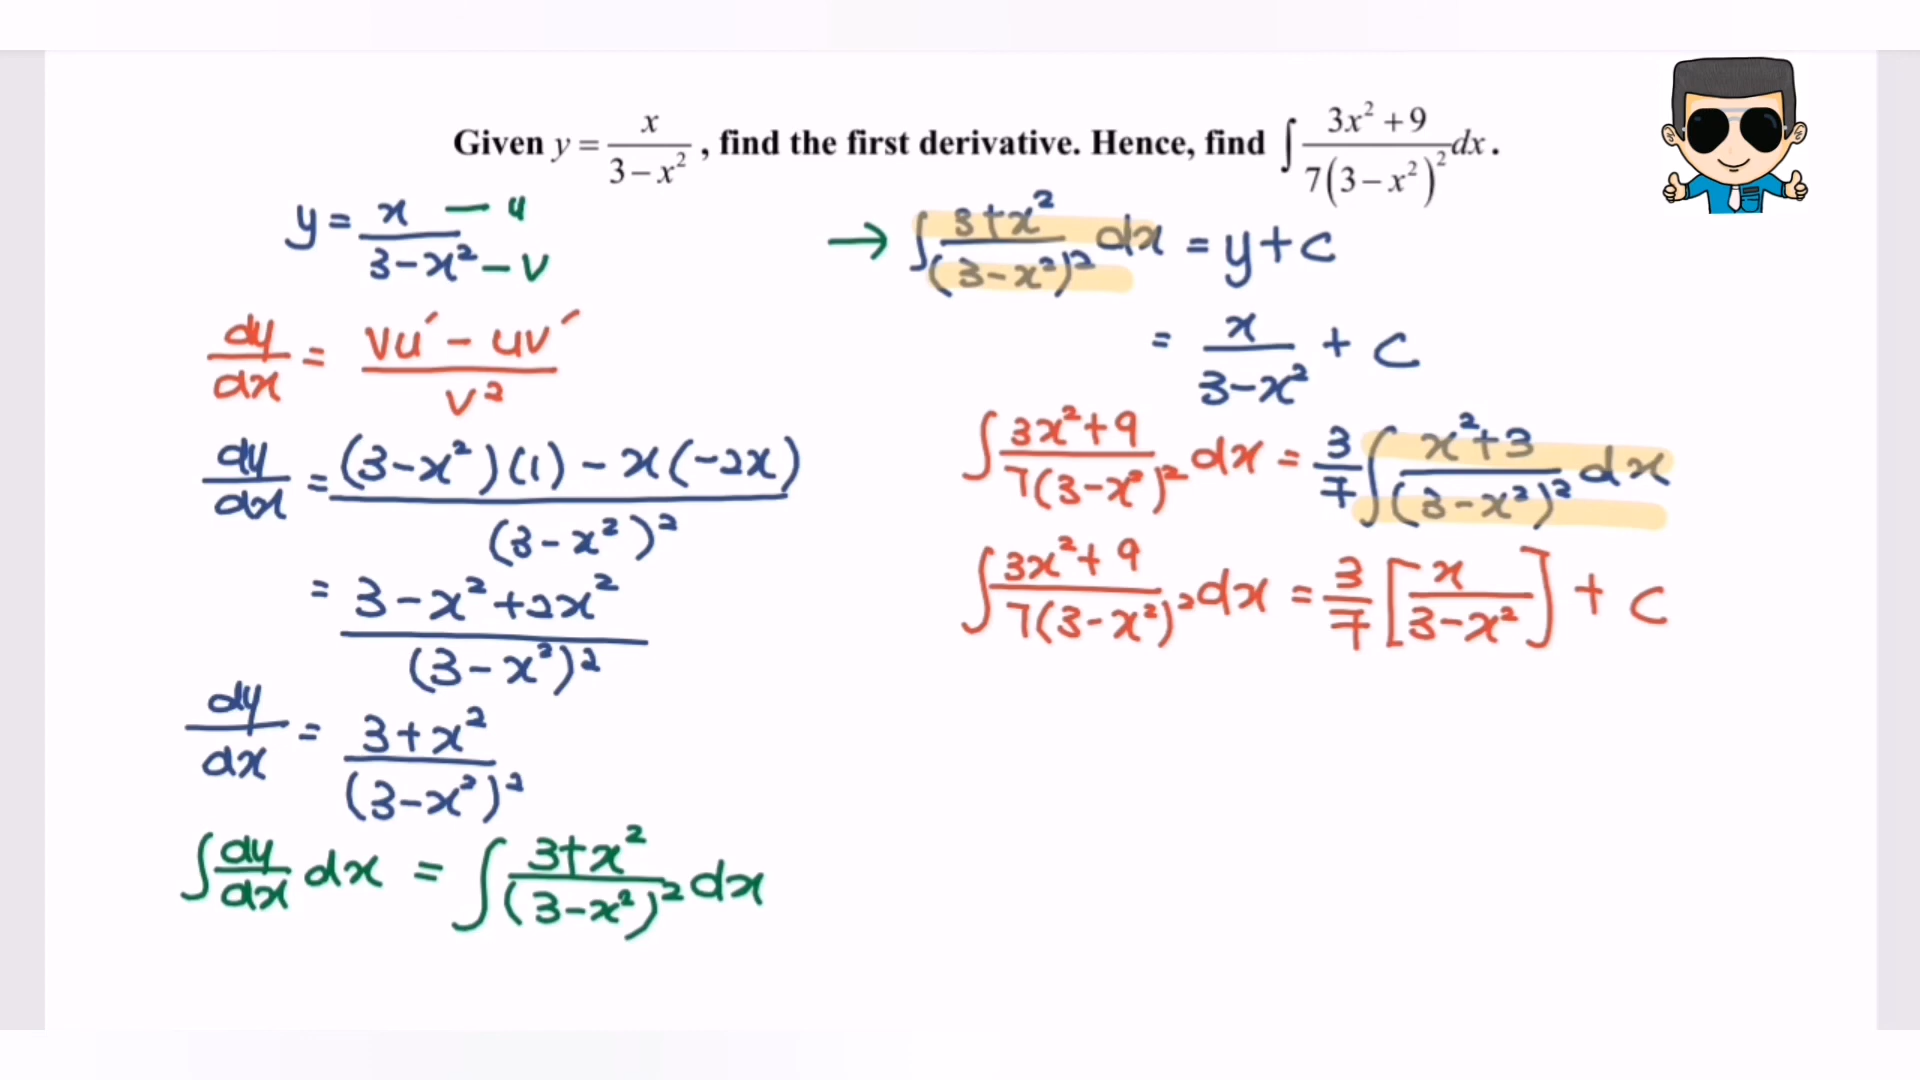 Given y = x/(3 − x²), find the first derivative. Hence, find ∫ (3x² + 9)/(7(3 − x²)²) dx.
y = x/(3 − x²) — u — v
dy/dx = (vu′ − uv′)/v²
dy/dx = ((3 − x²)(1) − x(−2x))/(3 − x²)²
= (3 − x² + 2x²)/(3 − x²)²
dy/dx = (3 + x²)/(3 − x²)²
∫ dy/dx dx = ∫ (3 + x²)/(3 − x²)² dx
→ ∫ (3 + x²)/(3 − x²)² dx = y + c
= x/(3 − x²) + c
∫ (3x² + 9)/(7(3 − x²)²) dx = 3/7 ∫ (x² + 3)/(3 − x²)² dx
∫ (3x² + 9)/(7(3 − x²)²) dx = 3/7 [x/(3 − x²)] + c